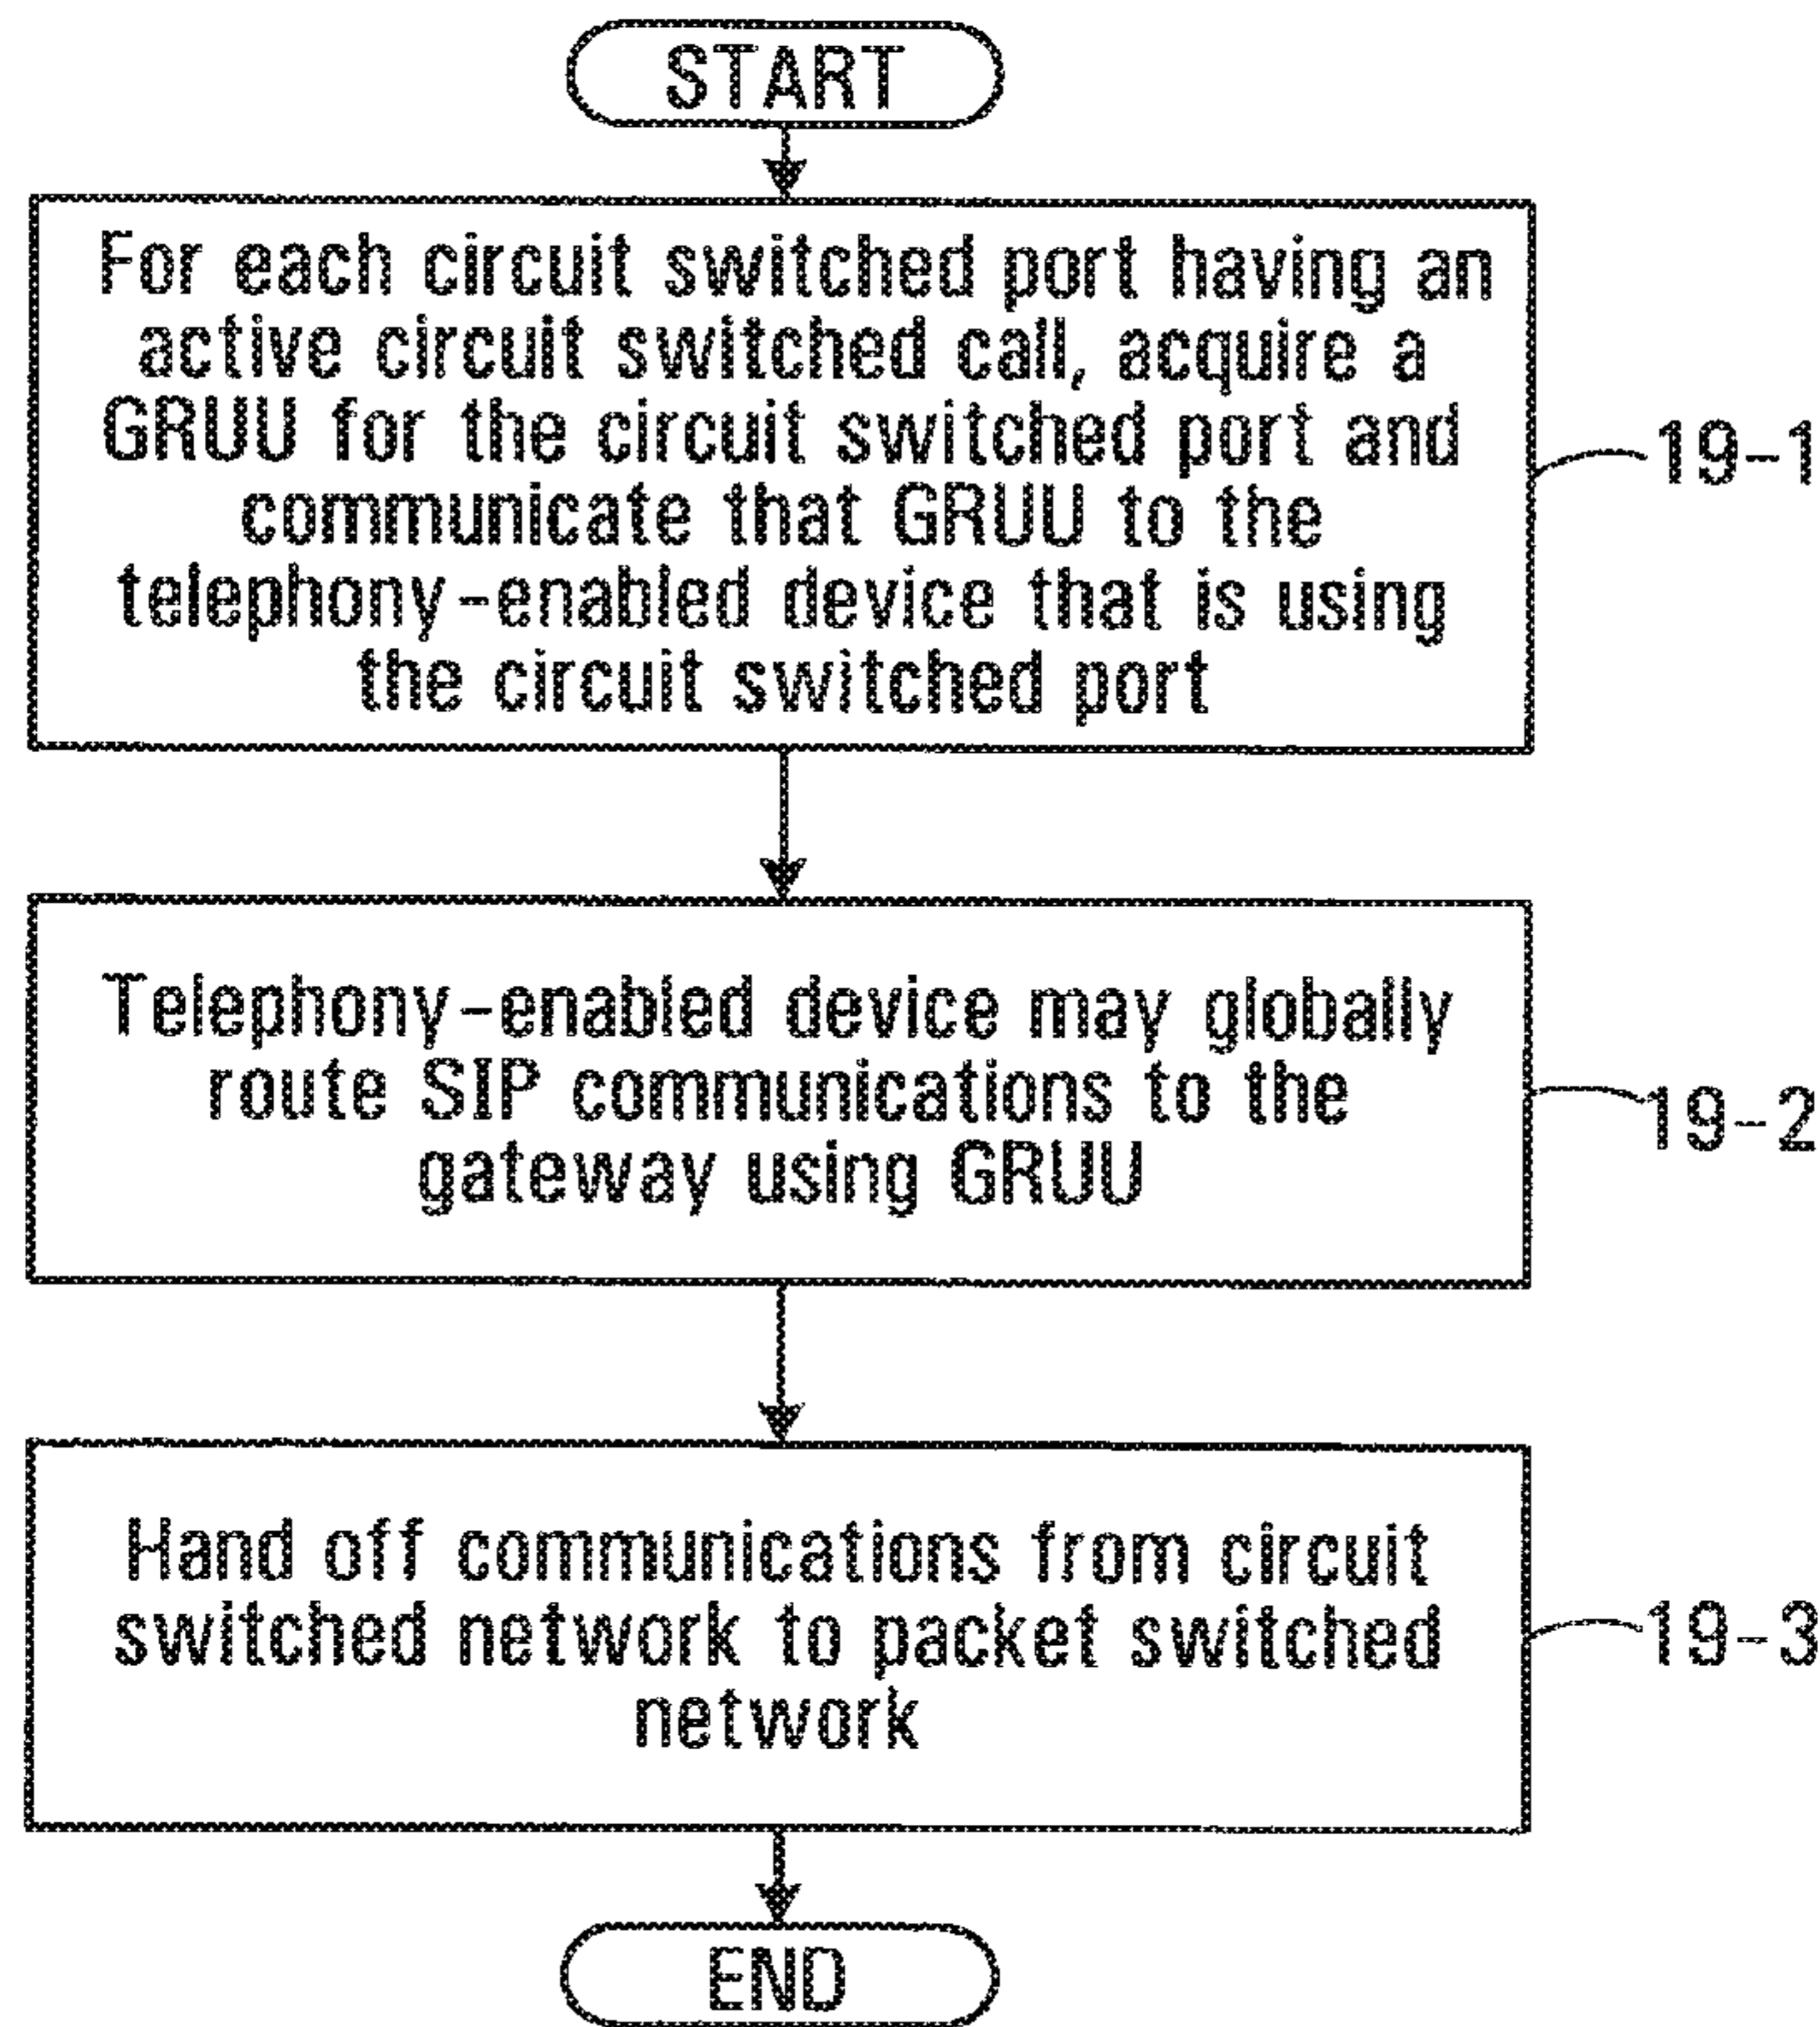 START
For each circuit switched port having an
active circuit switched call, acquire a
GRUU for the circuit switched port and
communicate that GRUU to the
telephony-enabled device that is using
the circuit switched port
19-1
Telephony-enabled device may globally
route SIP communications to the
gateway using GRUU
19-2
Hand off communications from circuit
switched network to packet switched
network
19-3
END